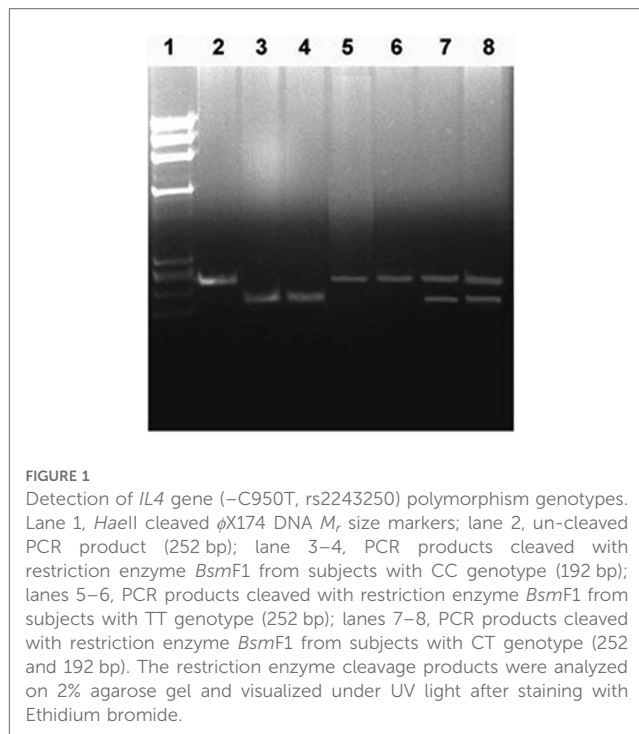 1 2 3 4 5 6 7 8
FIGURE 1
Detection of IL4 gene (−C950T, rs2243250) polymorphism genotypes.
Lane 1, HaeII cleaved ϕX174 DNA Mr size markers; lane 2, un-cleaved
PCR product (252 bp); lane 3–4, PCR products cleaved with
restriction enzyme BsmF1 from subjects with CC genotype (192 bp);
lanes 5–6, PCR products cleaved with restriction enzyme BsmF1 from
subjects with TT genotype (252 bp); lanes 7–8, PCR products cleaved
with restriction enzyme BsmF1 from subjects with CT genotype (252
and 192 bp). The restriction enzyme cleavage products were analyzed
on 2% agarose gel and visualized under UV light after staining with
Ethidium bromide.